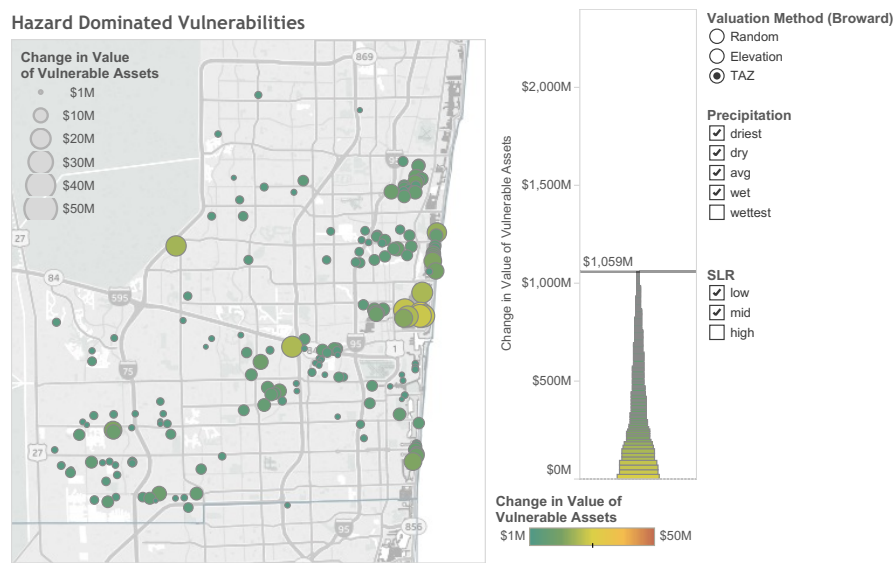 Hazard Dominated Vulnerabilities
Change in Value
of Vulnerable Assets
$1M
$10M
$20M
$30M
$40M
$50M
869
27
84
595
95
1
75
27
95
856
Change in Value of Vulnerable Assets
$2,000M
$1,500M
$1,000M
$500M
$0M
$1,059M
Valuation Method (Broward)
Random
Elevation
TAZ
Precipitation
driest
dry
avg
wet
wettest
SLR
low
mid
high
Change in Value of
Vulnerable Assets
$1M
$50M